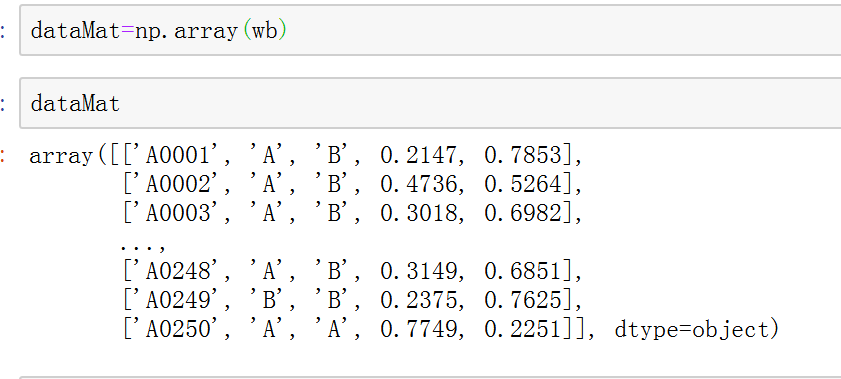 : dataMat=np.array(wb)
: dataMat
: array([['A0001', 'A', 'B', 0.2147, 0.7853],
['A0002', 'A', 'B', 0.4736, 0.5264],
['A0003', 'A', 'B', 0.3018, 0.6982],
...,
['A0248', 'A', 'B', 0.3149, 0.6851],
['A0249', 'B', 'B', 0.2375, 0.7625],
['A0250', 'A', 'A', 0.7749, 0.2251]], dtype=object)